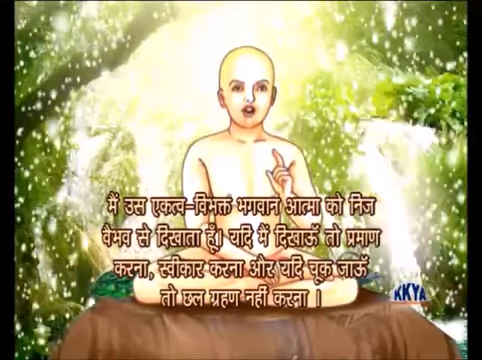 मैं उस एकत्व-विभक्त भगवान आत्मा को निज
वैभव से दिखाता हूँ। यदि मैं दिखाऊँ तो प्रमाण
करना, स्वीकार करना और यदि चूक जाऊँ
तो छल ग्रहण नहीं करना ।
KKYA